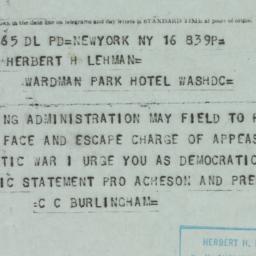 on the date line on telegrams and day letters is STANDARD TIME at point of origin.
65 DL PD=NEWYORK NY 16 839P=
HERBERT H LEHMAN=
WARDMAN PARK HOTEL WASHDC=
NG ADMINISTRATION MAY FIELD TO
FACE AND ESCAPE CHARGE OF APPEAS
TIC WAR I URGE YOU AS DEMOCRATIC
IC STATEMENT PRO ACHESON AND PRE
=C C BURLINGHAM=
HERBERT H.